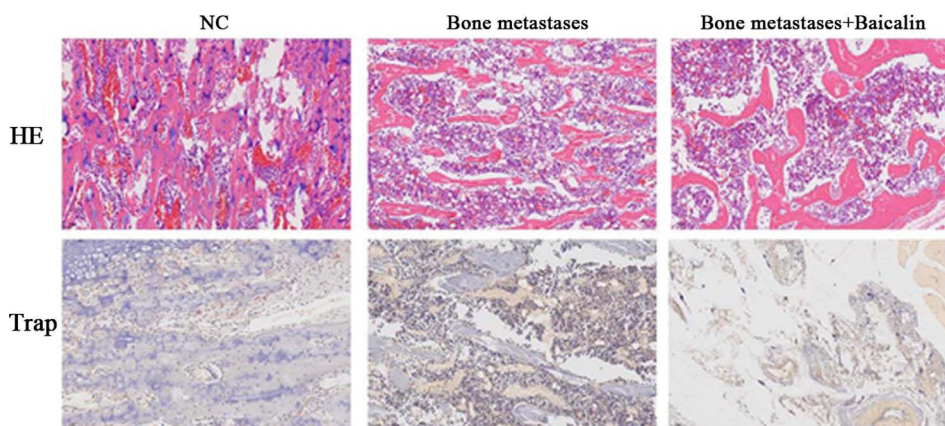 NC
Bone metastases
Bone metastases+Baicalin
HE
Trap